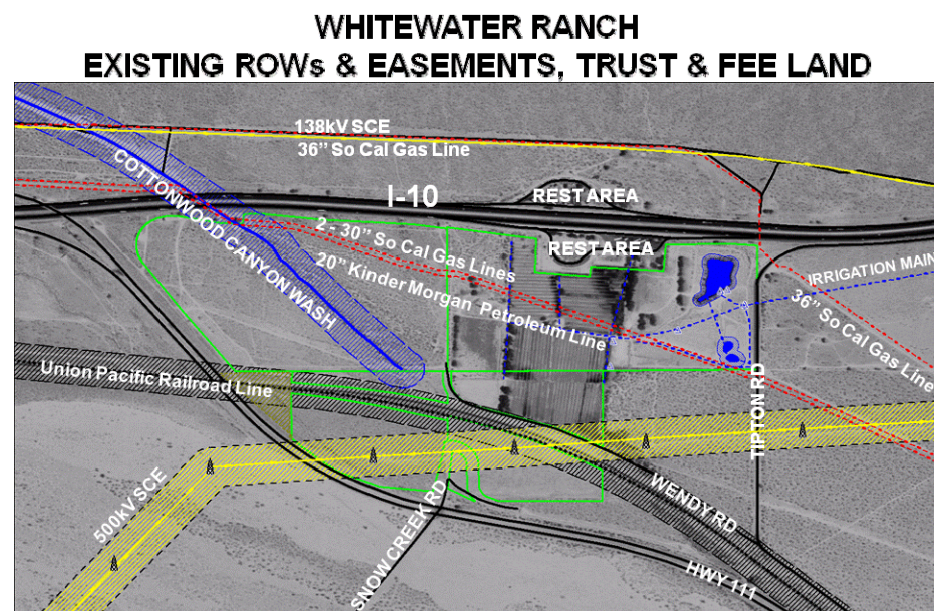 WHITEWATER RANCH
EXISTING ROWs & EASEMENTS, TRUST & FEE LAND
138kV SCE
36” So Cal Gas Line
COTTONWOOD CANYON WASH
I-10
REST AREA
REST AREA
2 - 30” So Cal Gas Lines
20” Kinder Morgan Petroleum Line
IRRIGATION MAIN
36” So Cal Gas Line
Union Pacific Railroad Line
TIPTON RD
500kV SCE
SNOWCREEK RD
WENDY RD
HWY 111